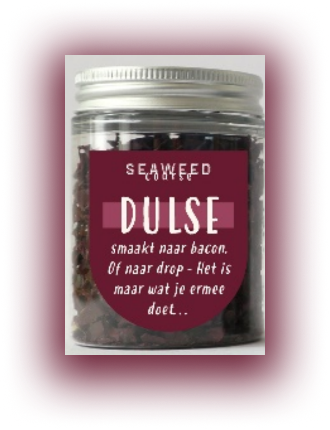 SEAWEED
coarse
DULSE
smaakt naar bacon.
Of naar drop - Het is
maar wat je ermee
doet...